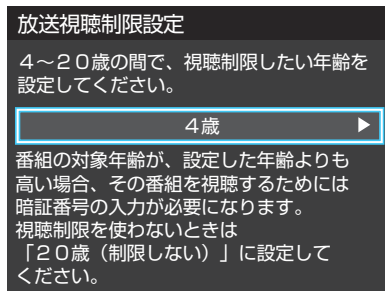 放送視聴制限設定
４～２０歳の間で、視聴制限したい年齢を
設定してください。
4歳 ▶
番組の対象年齢が、設定した年齢よりも
高い場合、その番組を視聴するためには
暗証番号の入力が必要になります。
視聴制限を使わないときは
「２０歳（制限しない）」に設定して
ください。